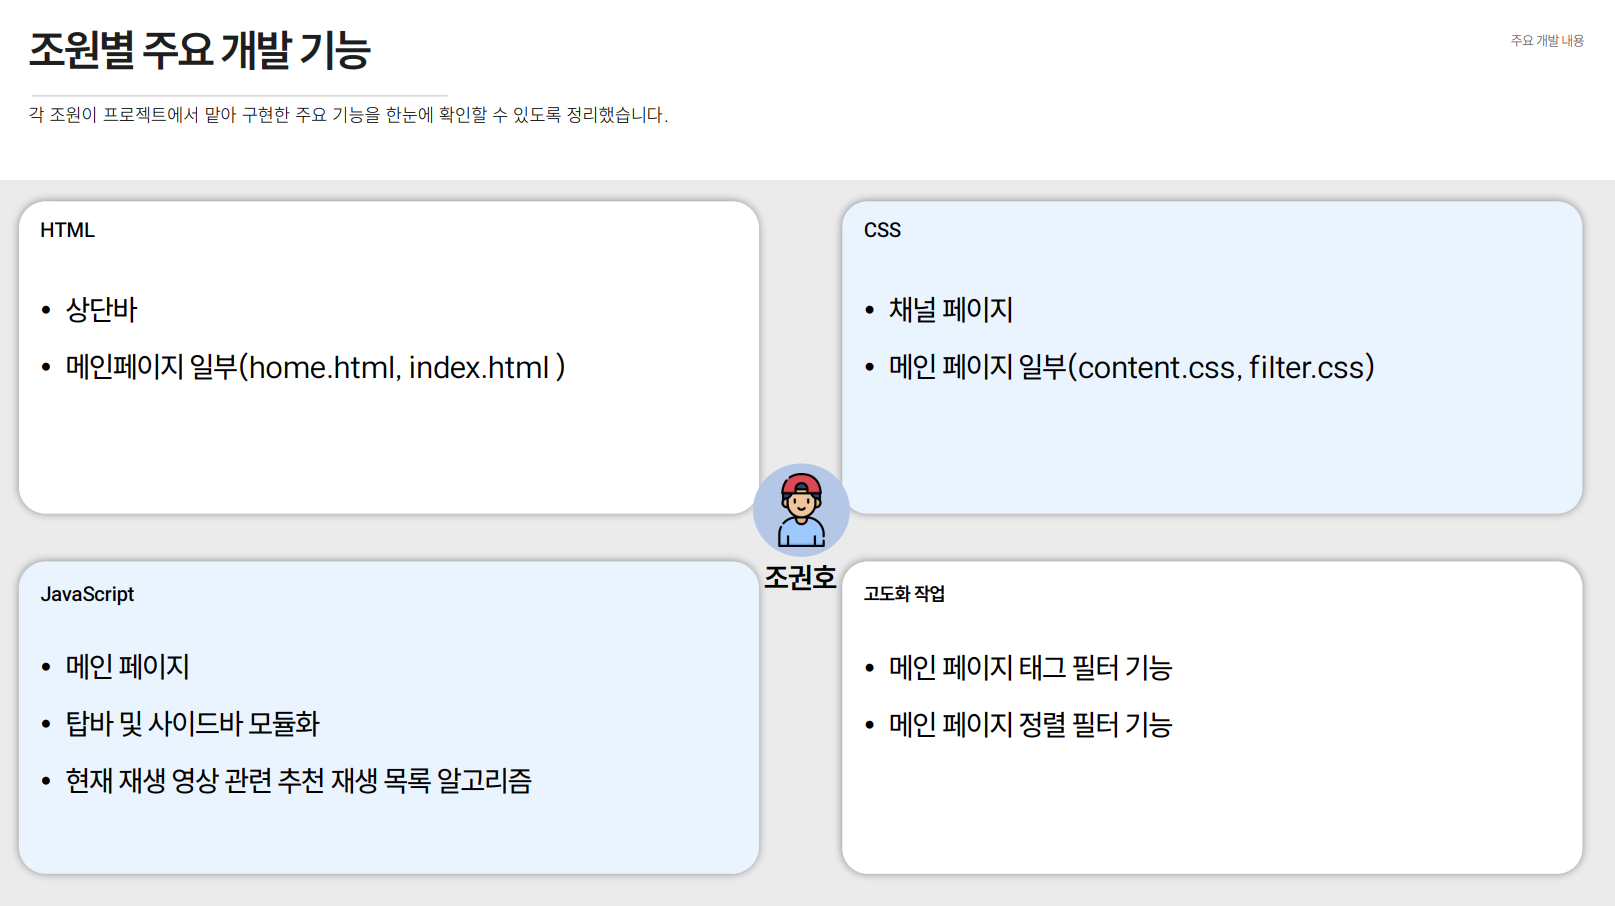 조원별 주요 개발 기능
주요 개발 내용
각 조원이 프로젝트에서 맡아 구현한 주요 기능을 한눈에 확인할 수 있도록 정리했습니다.
HTML
• 상단바
• 메인페이지 일부(home.html, index.html )
CSS
• 채널 페이지
• 메인 페이지 일부(content.css, filter.css)
조권호
JavaScript
• 메인 페이지
• 탑바 및 사이드바 모듈화
• 현재 재생 영상 관련 추천 재생 목록 알고리즘
고도화 작업
• 메인 페이지 태그 필터 기능
• 메인 페이지 정렬 필터 기능